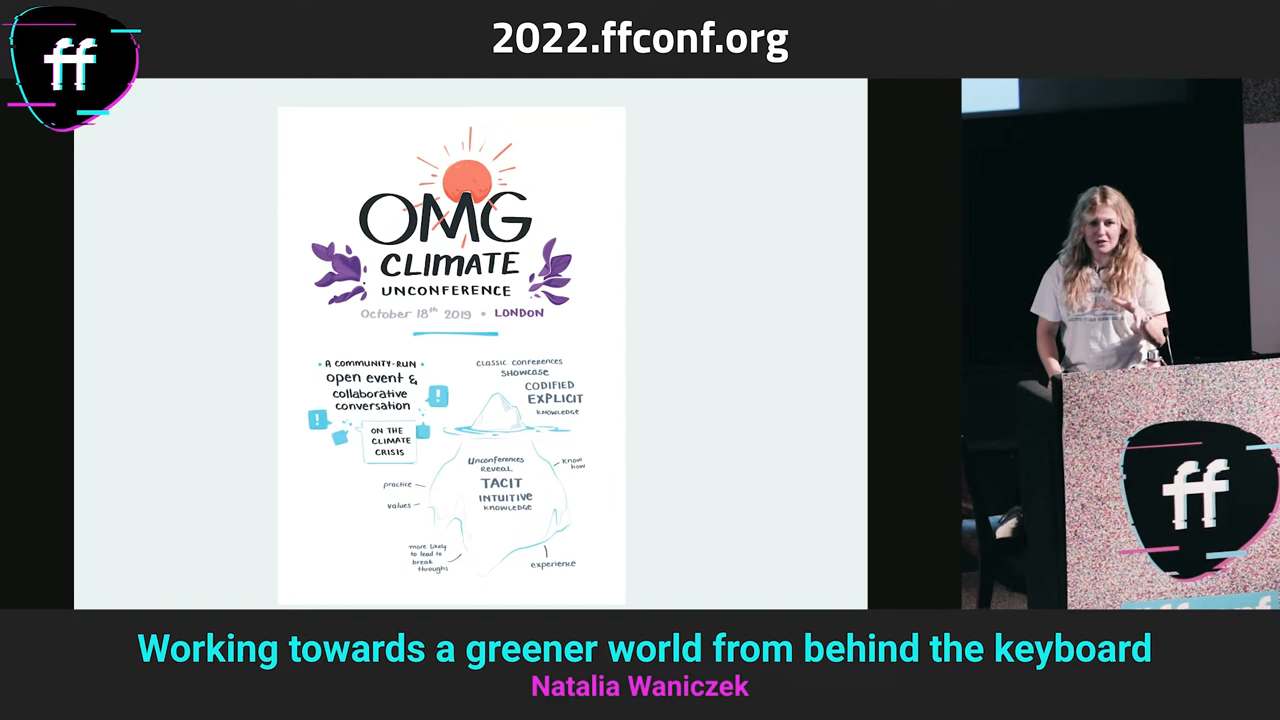 2022.ffconf.org
ff
OMG
CLIMATE
UNCONFERENCE
October 18th 2019 • LONDON
A COMMUNITY-RUN
open event &
collaborative
conversation
ON THE
CLIMATE
CRISIS
CLASSIC CONFERENCES
SHOWCASE
CODIFIED
EXPLICIT
KNOWLEDGE
Unconferences
REVEAL
TACIT
INTUITIVE
KNOWLEDGE
know
how
practice
values
more likely
to lead to
break
throughs
experience
ff
Working towards a greener world from behind the keyboard
Natalia Waniczek